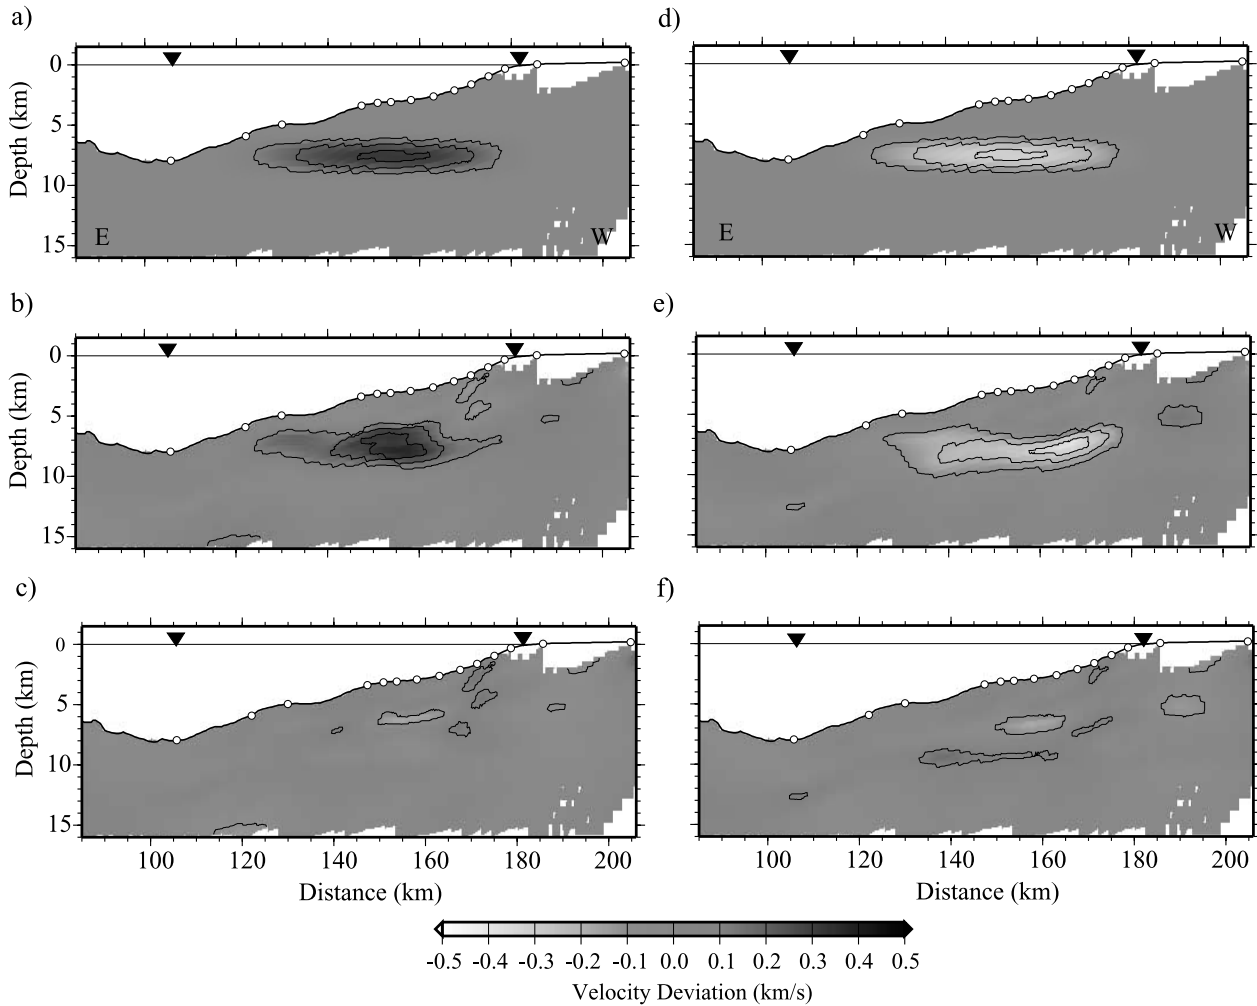 a)
d)
Depth (km)
0
5
10
15
E
W
E
W
b)
e)
Depth (km)
0
5
10
15
c)
f)
Depth (km)
0
5
10
15
100 120 140 160 180 200
100 120 140 160 180 200
Distance (km)
Distance (km)
-0.5 -0.4 -0.3 -0.2 -0.1 0.0 0.1 0.2 0.3 0.4 0.5
Velocity Deviation (km/s)